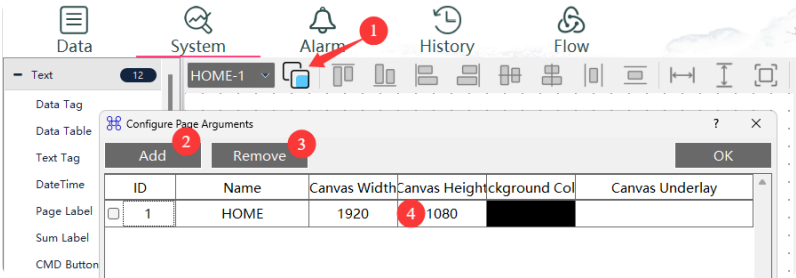 Data System Alarm History Flow
1
Text 12 HOME-1
Data Tag
Data Table
Configure Page Arguments ? ×
2 3
Text Tag Add Remove OK
DateTime ID Name Canvas Width Canvas Height ckground Col Canvas Underlay
Page Label 1 HOME 1920 4 1080
Sum Label
CMD Button